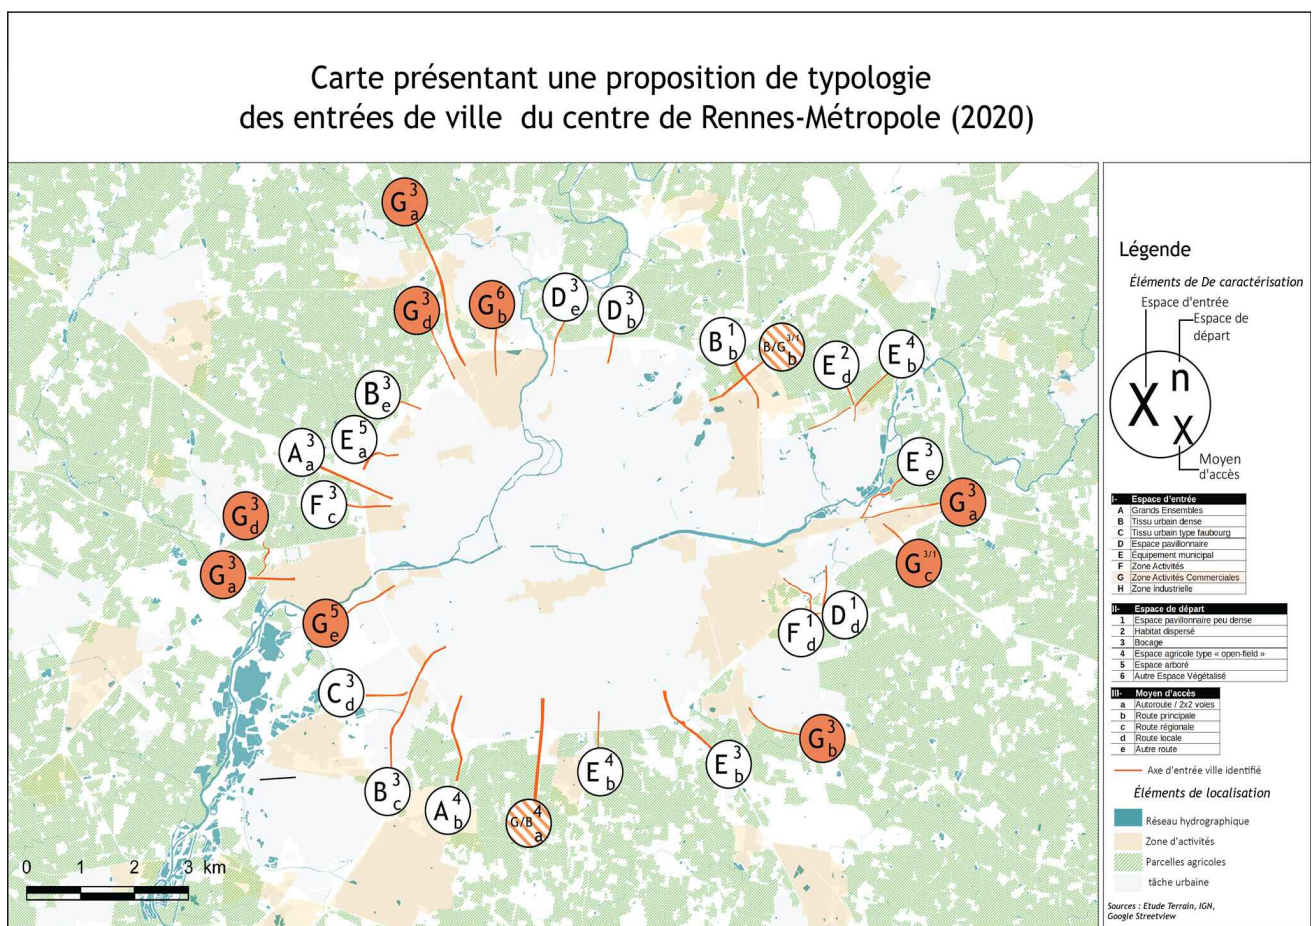 Carte présentant une proposition de typologie
des entrées de ville du centre de Rennes-Métropole (2020)
G 3 a
G 3 d
G 6 b
D 3 e
D 3 b
B 1 b
B/G 3/1 b
E 2 d
E 4 b
B 3 e
E 5 a
A 3 a
F 3 c
G 3 d
G 3 a
G 5 e
E 3 e
G 3 a
G 3/1 c
D 1 d
F 1 d
C 3 d
B 3 c
A 4 b
G/B 4 a
E 4 b
E 3 b
G 3 b
0 1 2 3 km
Légende
Éléments de De caractérisation
Espace d'entrée
Espace de
départ
X n x
Moyen
d'accès
I- Espace d'entrée
A Grands Ensembles
B Tissu urbain dense
C Tissu urbain type faubourg
D Espace pavillonnaire
E Équipement municipal
F Zone Activités
G Zone Activités Commerciales
H Zone industrielle
II- Espace de départ
1 Espace pavillonnaire peu dense
2 Habitat dispersé
3 Bocage
4 Espace agricole type « open-field »
5 Espace arboré
6 Autre Espace Végétalisé
III- Moyen d'accès
a Autoroute / 2x2 voies
b Route principale
c Route régionale
d Route locale
e Autre route
Axe d'entrée ville identifié
Éléments de localisation
Réseau hydrographique
Zone d'activités
Parcelles agricoles
tâche urbaine
Sources : Etude Terrain, IGN,
Google Streetview